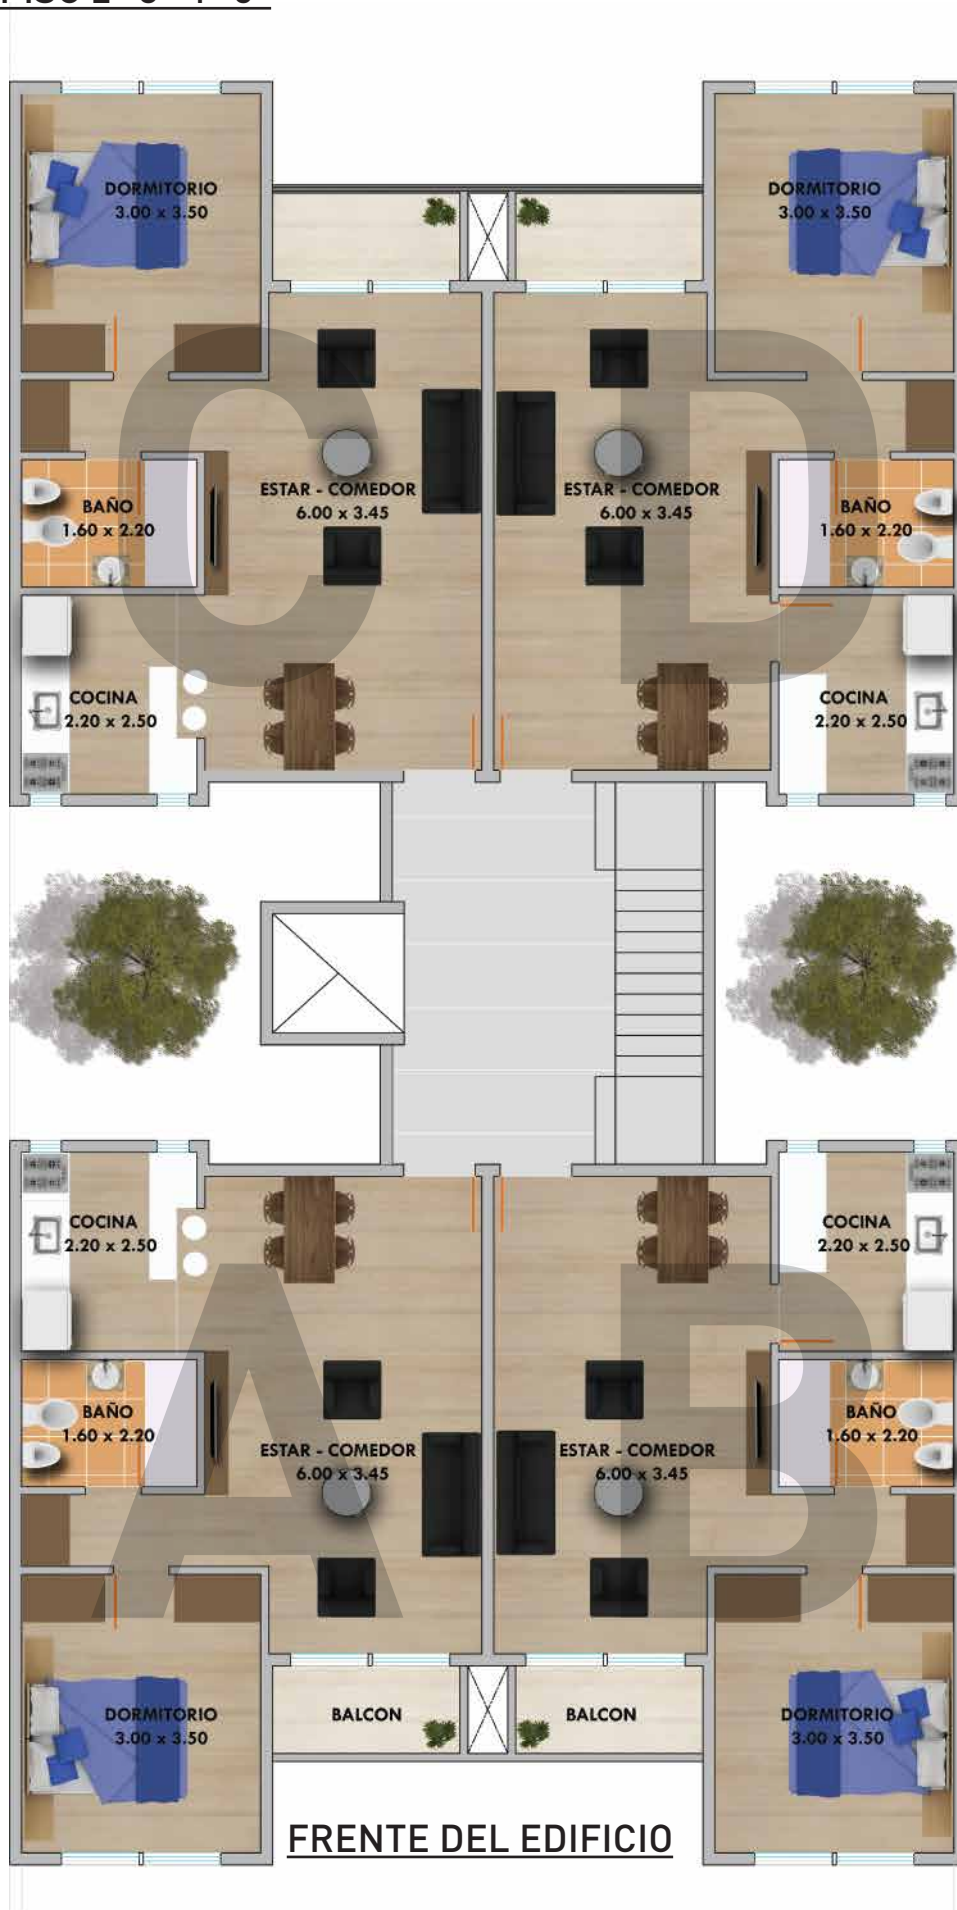 DORMITORIO
3.00 x 3.50
DORMITORIO
3.00 x 3.50
C
D
ESTAR - COMEDOR
6.00 x 3.45
ESTAR - COMEDOR
6.00 x 3.45
BAÑO
1.60 x 2.20
BAÑO
1.60 x 2.20
COCINA
2.20 x 2.50
COCINA
2.20 x 2.50
COCINA
2.20 x 2.50
COCINA
2.20 x 2.50
A
B
BAÑO
1.60 x 2.20
BAÑO
1.60 x 2.20
ESTAR - COMEDOR
6.00 x 3.45
ESTAR - COMEDOR
6.00 x 3.45
DORMITORIO
3.00 x 3.50
BALCON
BALCON
DORMITORIO
3.00 x 3.50
FRENTE DEL EDIFICIO